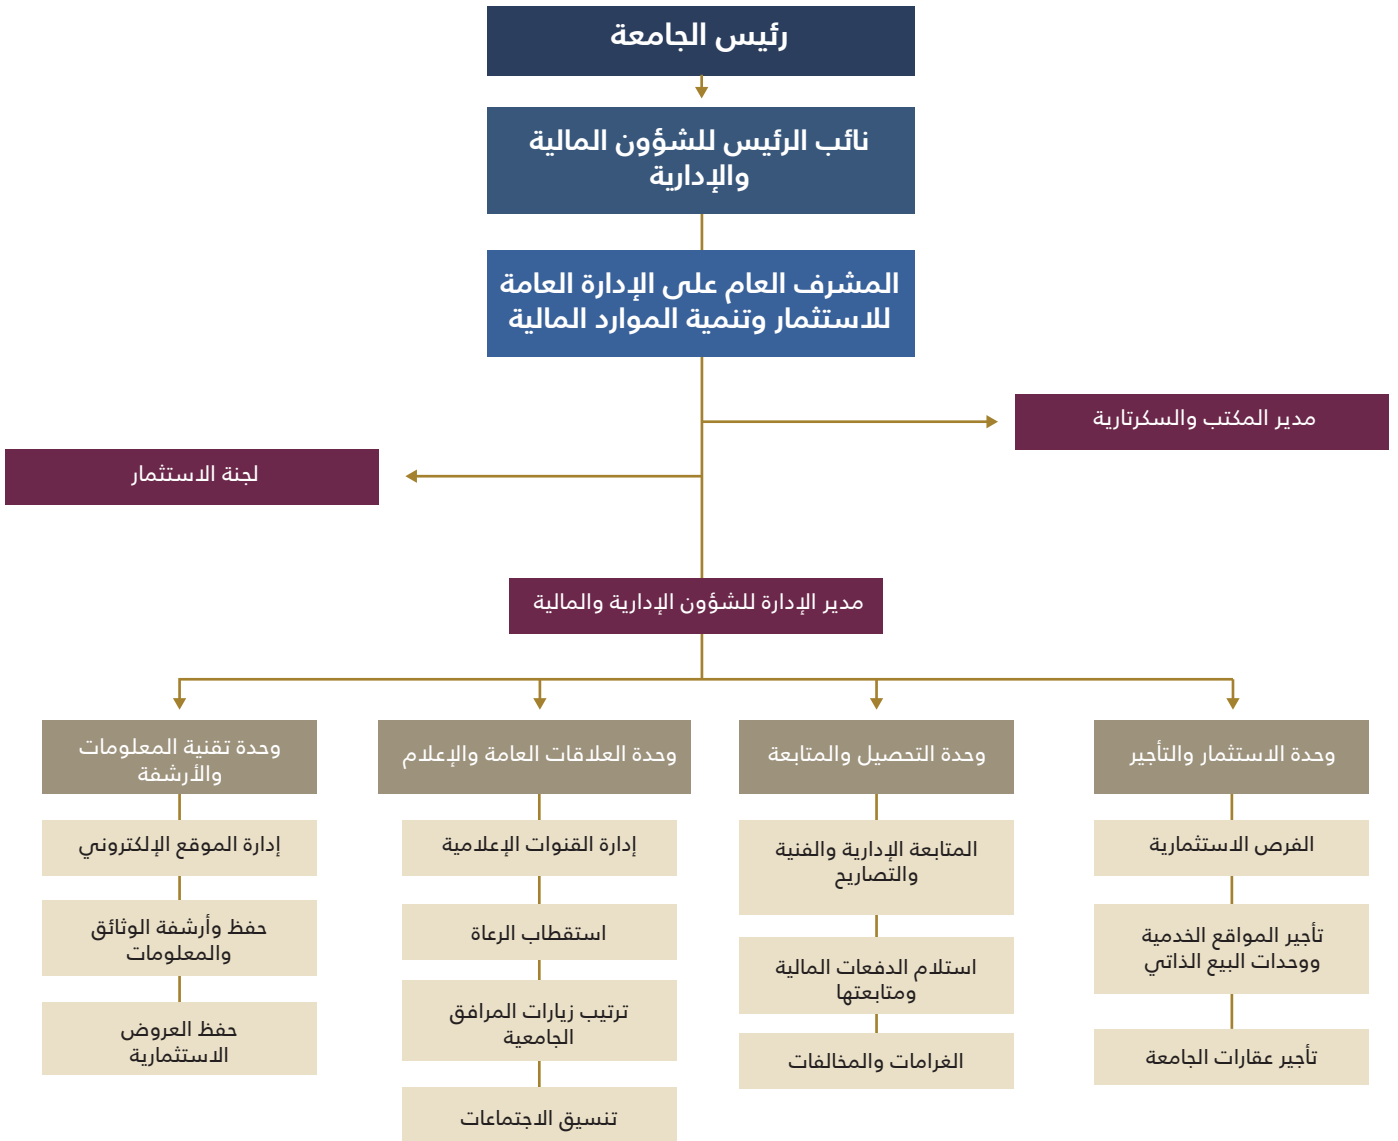 رئيس الجامعة
نائب الرئيس للشؤون المالية
والإدارية
المشرف العام على الإدارة العامة
للاستثمار وتنمية الموارد المالية
مدير المكتب والسكرتارية
لجنة الاستثمار
مدير الإدارة للشؤون الإدارية والمالية
وحدة الاستثمار والتأجير
الفرص الاستثمارية
تأجير المواقع الخدمية
ووحدات البيع الذاتي
تأجير عقارات الجامعة
وحدة التحصيل والمتابعة
المتابعة الإدارية والفنية
والتصاريح
استلام الدفعات المالية
ومتابعتها
الغرامات والمخالفات
وحدة العلاقات العامة والإعلام
إدارة القنوات الإعلامية
استقطاب الرعاة
ترتيب زيارات المرافق
الجامعية
تنسيق الاجتماعات
وحدة تقنية المعلومات
والأرشفة
إدارة الموقع الإلكتروني
حفظ وأرشفة الوثائق
والمعلومات
حفظ العروض
الاستثمارية